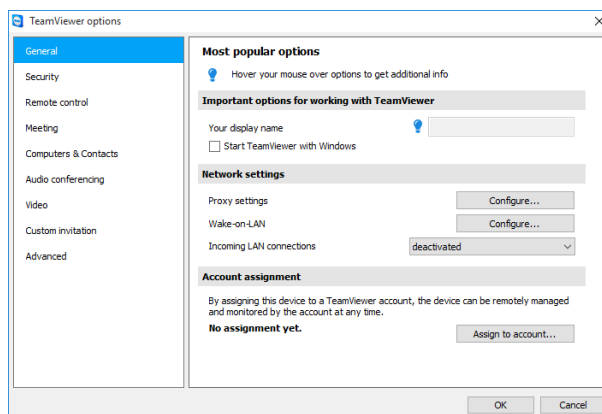 TeamViewer options
General
Security
Remote control
Meeting
Computers & Contacts
Audio conferencing
Video
Custom invitation
Advanced
Most popular options
Hover your mouse over options to get additional info
Important options for working with TeamViewer
Your display name
Start TeamViewer with Windows
Network settings
Proxy settings
Configure...
Wake-on-LAN
Configure...
Incoming LAN connections
deactivated
Account assignment
By assigning this device to a TeamViewer account, the device can be remotely managed
and monitored by the account at any time.
No assignment yet.
Assign to account...
OK
Cancel